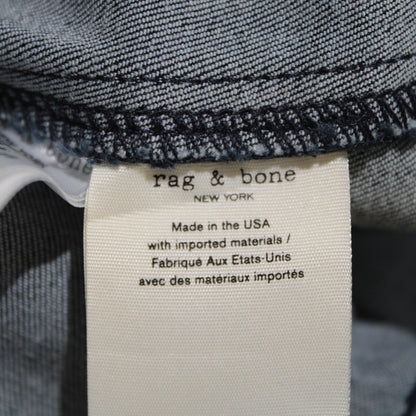 rag & bone
NEW YORK
Made in the USA
with imported materials /
Fabriqué Aux Etats-Unis
avec des matériaux importés
bone